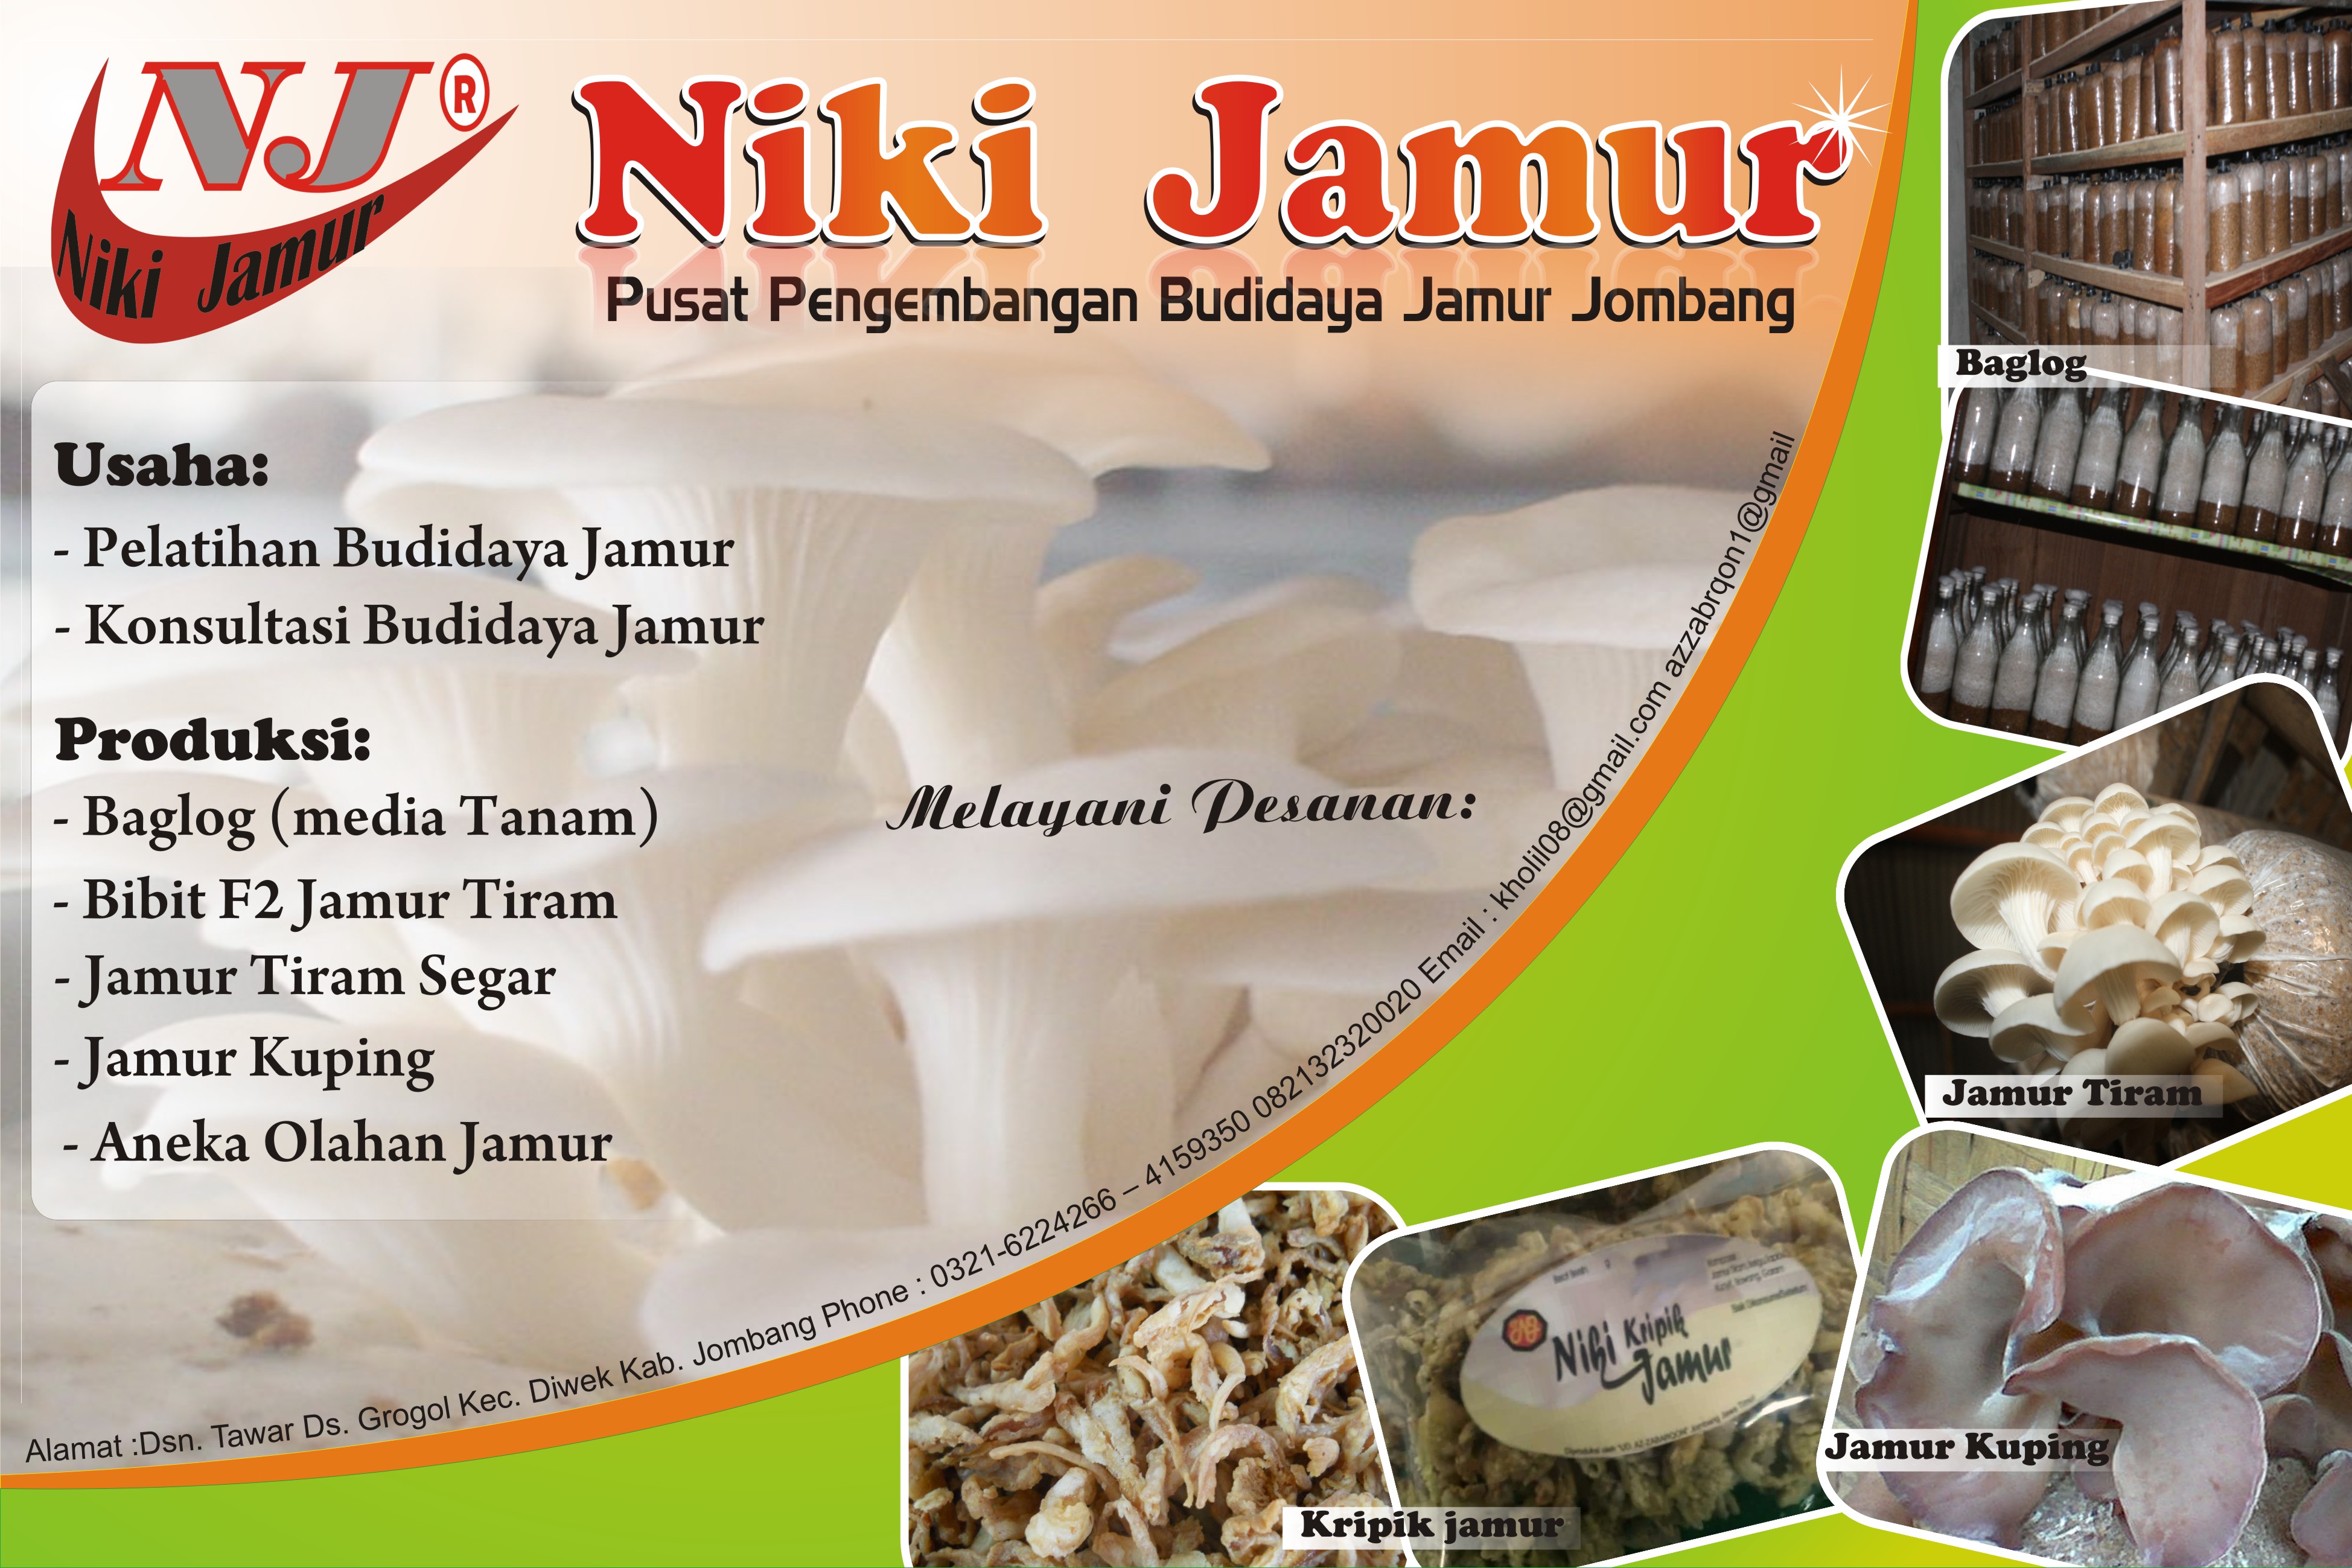 NJ®
Niki Jamur
Niki Jamur
Pusat Pengembangan Budidaya Jamur Jombang
Usaha:
- Pelatihan Budidaya Jamur
- Konsultasi Budidaya Jamur
Produksi:
- Baglog (media Tanam)
- Bibit F2 Jamur Tiram
- Jamur Tiram Segar
- Jamur Kuping
- Aneka Olahan Jamur
Melayani Pesanan:
Alamat :Dsn. Tawar Ds. Grogol Kec. Diwek Kab. Jombang Phone : 0321-6224266 – 4159350 082132320020 Email : kholil08@gmail.com azzabrqon1@gmail
Baglog
Jamur Tiram
Jamur Kuping
Niki Kripik
Jamur
Kripik jamur